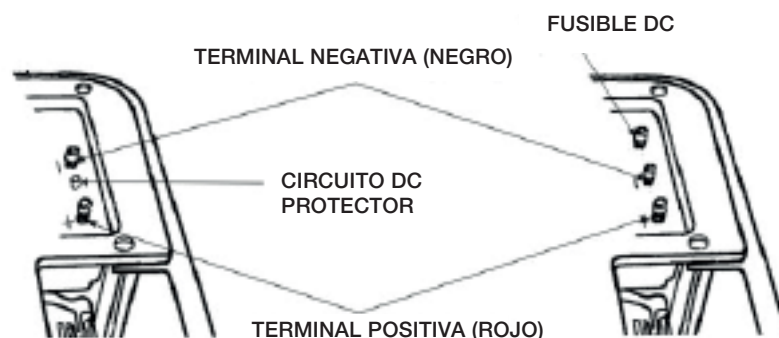 FUSIBLE DC
TERMINAL NEGATIVA (NEGRO)
CIRCUITO DC
PROTECTOR
TERMINAL POSITIVA (ROJO)